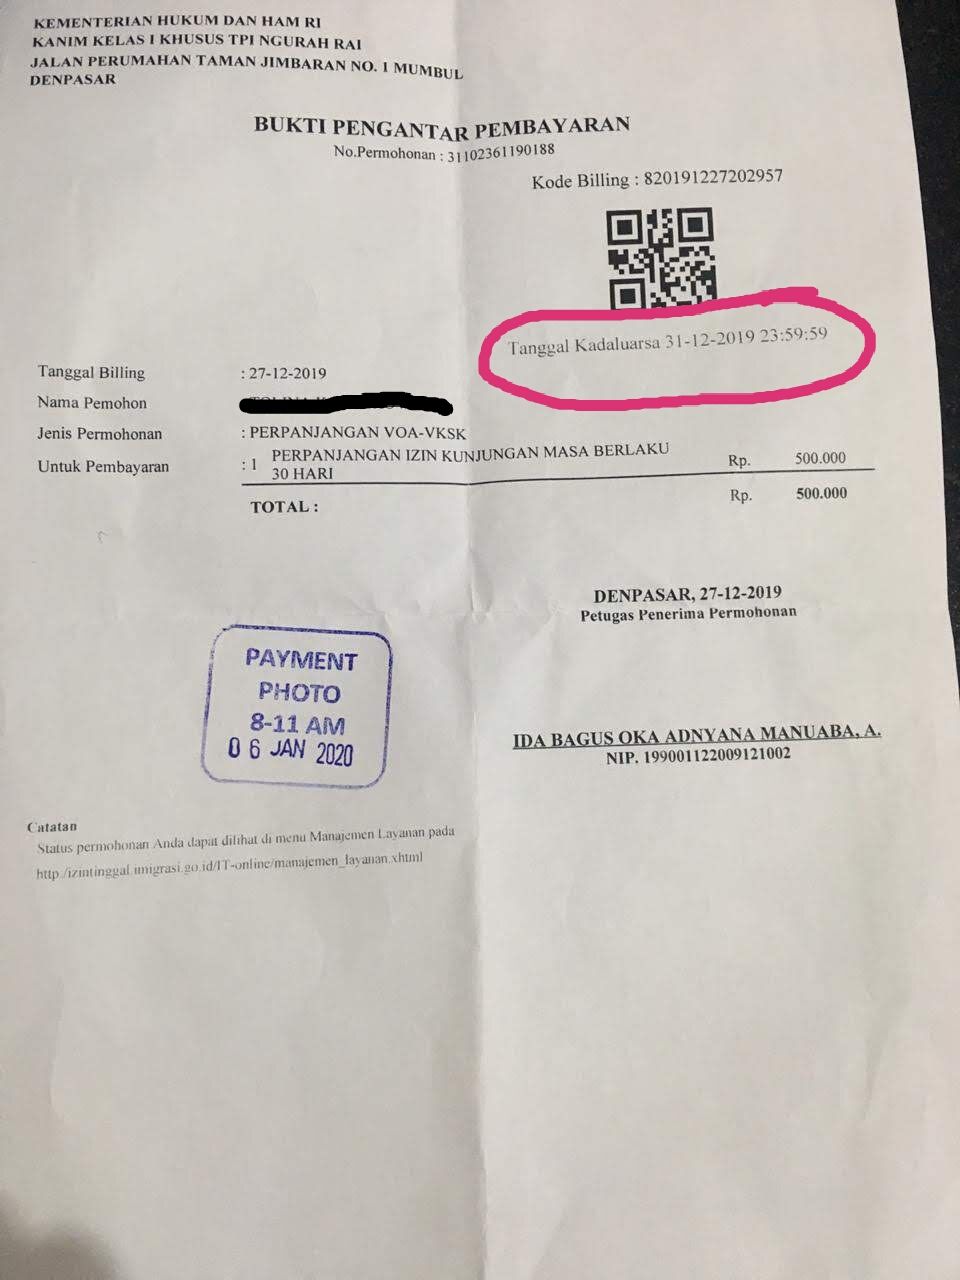 KEMENTERIAN HUKUM DAN HAM RI
KANIM KELAS I KHUSUS TPI NGURAH RAI
JALAN PERUMAHAN TAMAN JIMBARAN NO. 1 MUMBUL
DENPASAR
BUKTI PENGANTAR PEMBAYARAN
No.Permohonan : 31102361190188
Kode Billing : 820191227202957
Tanggal Kadaluarsa 31-12-2019 23:59:59
Tanggal Billing : 27-12-2019
Nama Pemohon
Jenis Permohonan : PERPANJANGAN VOA-VKSK
Untuk Pembayaran : 1 PERPANJANGAN IZIN KUNJUNGAN MASA BERLAKU Rp. 500.000
30 HARI
TOTAL : Rp. 500.000
DENPASAR, 27-12-2019
Petugas Penerima Permohonan
PAYMENT
PHOTO
8-11 AM
06 JAN 2020
IDA BAGUS OKA ADNYANA MANUABA, A.
NIP. 199001122009121002
Catatan
Status permohonan Anda dapat dilihat di menu Manajemen Layanan pada
http:/izintinggal.imigrasi.go.id/IT-online/manajemen_layanan.xhtml